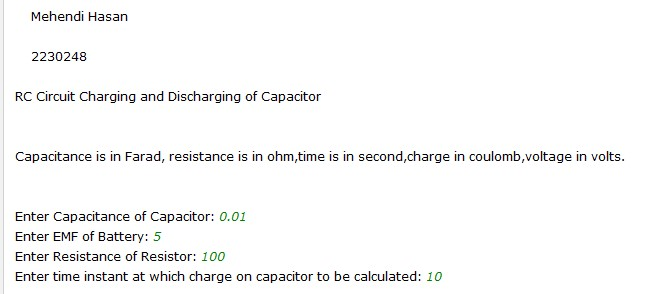 Mehendi Hasan
2230248
RC Circuit Charging and Discharging of Capacitor
Capacitance is in Farad, resistance is in ohm,time is in second,charge in coulomb,voltage in volts.
Enter Capacitance of Capacitor: 0.01
Enter EMF of Battery: 5
Enter Resistance of Resistor: 100
Enter time instant at which charge on capacitor to be calculated: 10